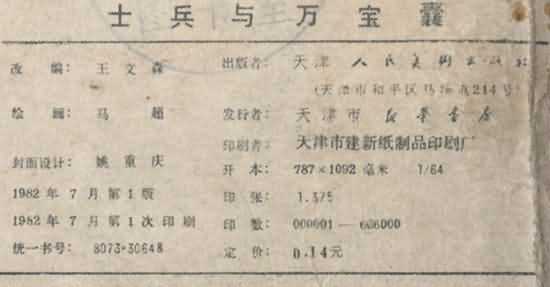 士兵与万宝囊
改 编： 王文森
绘 画： 马 超
封面设计： 姚重庆
1982年7月第1版
1982年7月第1次印刷
统一书号： 8073·30648
出版者： 天津人民美术出版社
（天津市和平区马场道214号）
发行者： 天津市新华书店
印刷者： 天津市建新纸制品印刷厂
开 本： 787×1092毫米 1/64
印 张： 1.375
印 数： 000001—606000
定 价： 0.14元